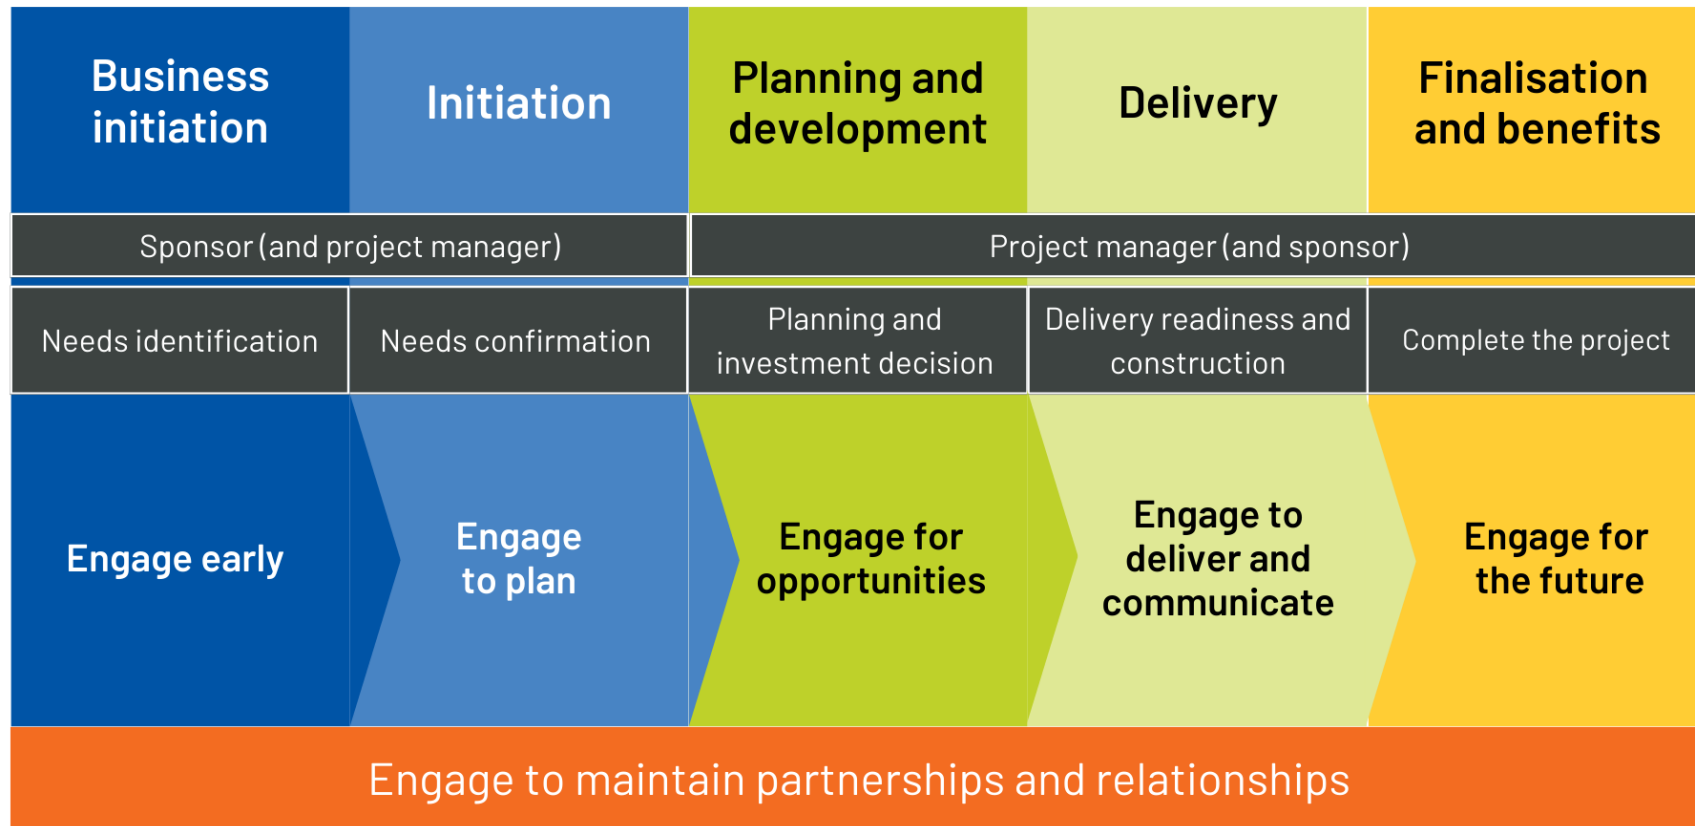 Business
initiation
Initiation
Planning and
development
Delivery
Finalisation
and benefits
Sponsor (and project manager)
Project manager (and sponsor)
Needs identification
Needs confirmation
Planning and
investment decision
Delivery readiness and
construction
Complete the project
Engage early
Engage
to plan
Engage for
opportunities
Engage to
deliver and
communicate
Engage for
the future
Engage to maintain partnerships and relationships